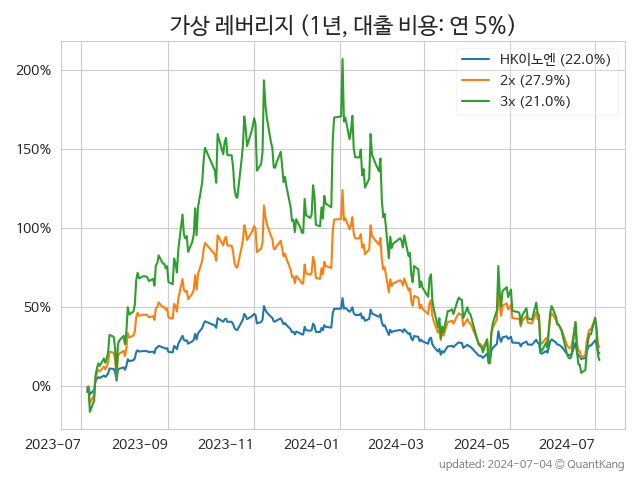 가상 레버리지 (1년, 대출 비용: 연 5%)
HK이노엔 (22.0%)
2x (27.9%)
3x (21.0%)
200%
150%
100%
50%
0%
2023-07
2023-09
2023-11
2024-01
2024-03
2024-05
2024-07
updated: 2024-07-04 © QuantKang